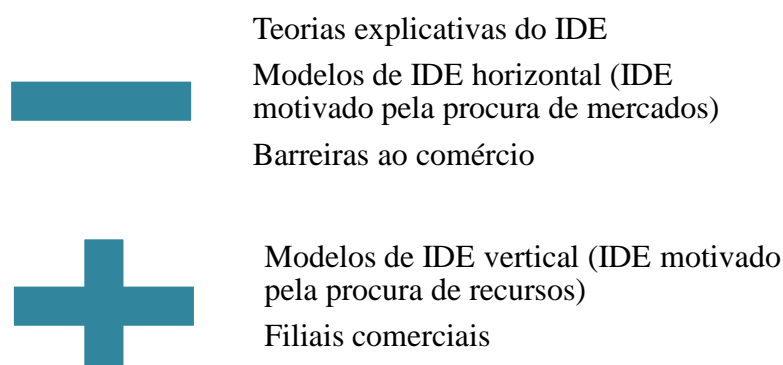 Teorias explicativas do IDE
Modelos de IDE horizontal (IDE
motivado pela procura de mercados)
Barreiras ao comércio
Modelos de IDE vertical (IDE motivado
pela procura de recursos)
Filiais comerciais